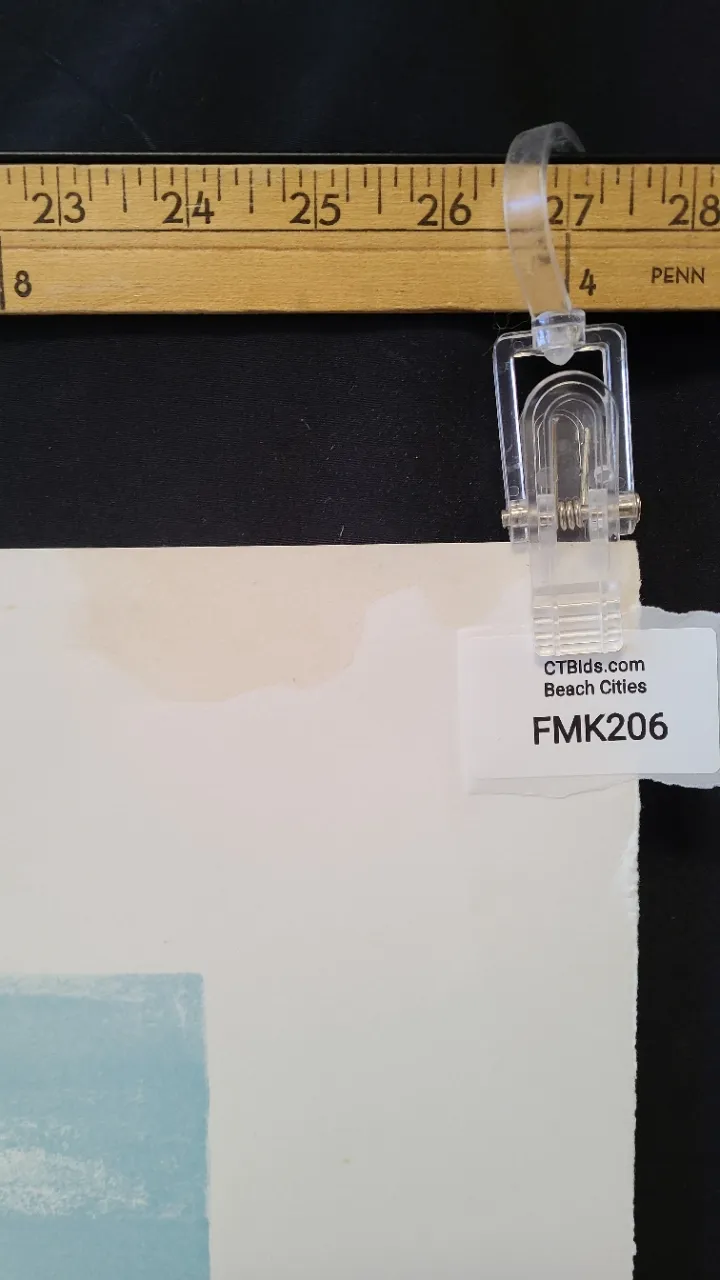 23 24 25 26 27 28
8 4 PENN
CTBids.com
Beach Cities
FMK206